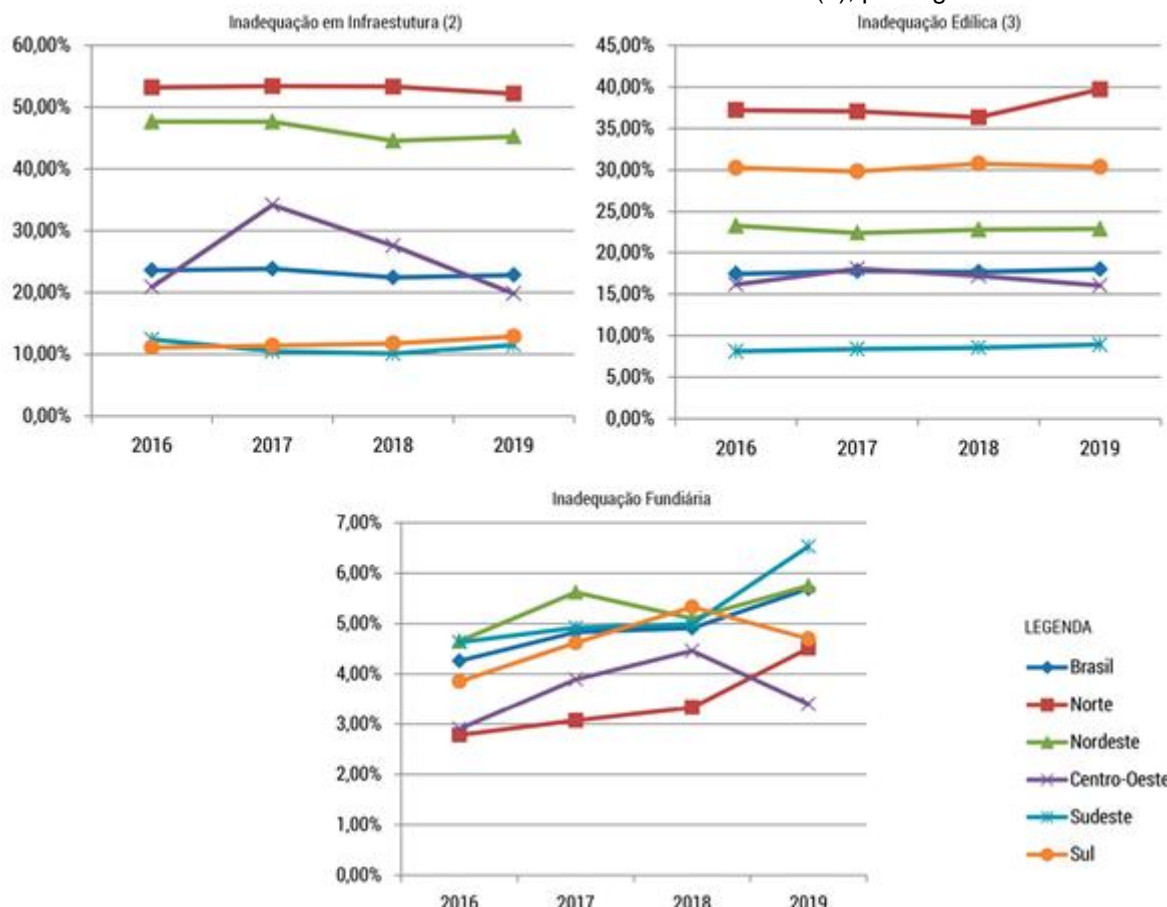 Inadequação em Infraestutura (2)
60,00%
50,00%
40,00%
30,00%
20,00%
10,00%
0,00%
2016 2017 2018 2019
Inadequação Edílica (3)
45,00%
40,00%
35,00%
30,00%
25,00%
20,00%
15,00%
10,00%
5,00%
0,00%
2016 2017 2018 2019
Inadequação Fundiária
7,00%
6,00%
5,00%
4,00%
3,00%
2,00%
1,00%
0,00%
2016 2017 2018 2019
LEGENDA
Brasil
Norte
Nordeste
Centro-Oeste
Sudeste
Sul